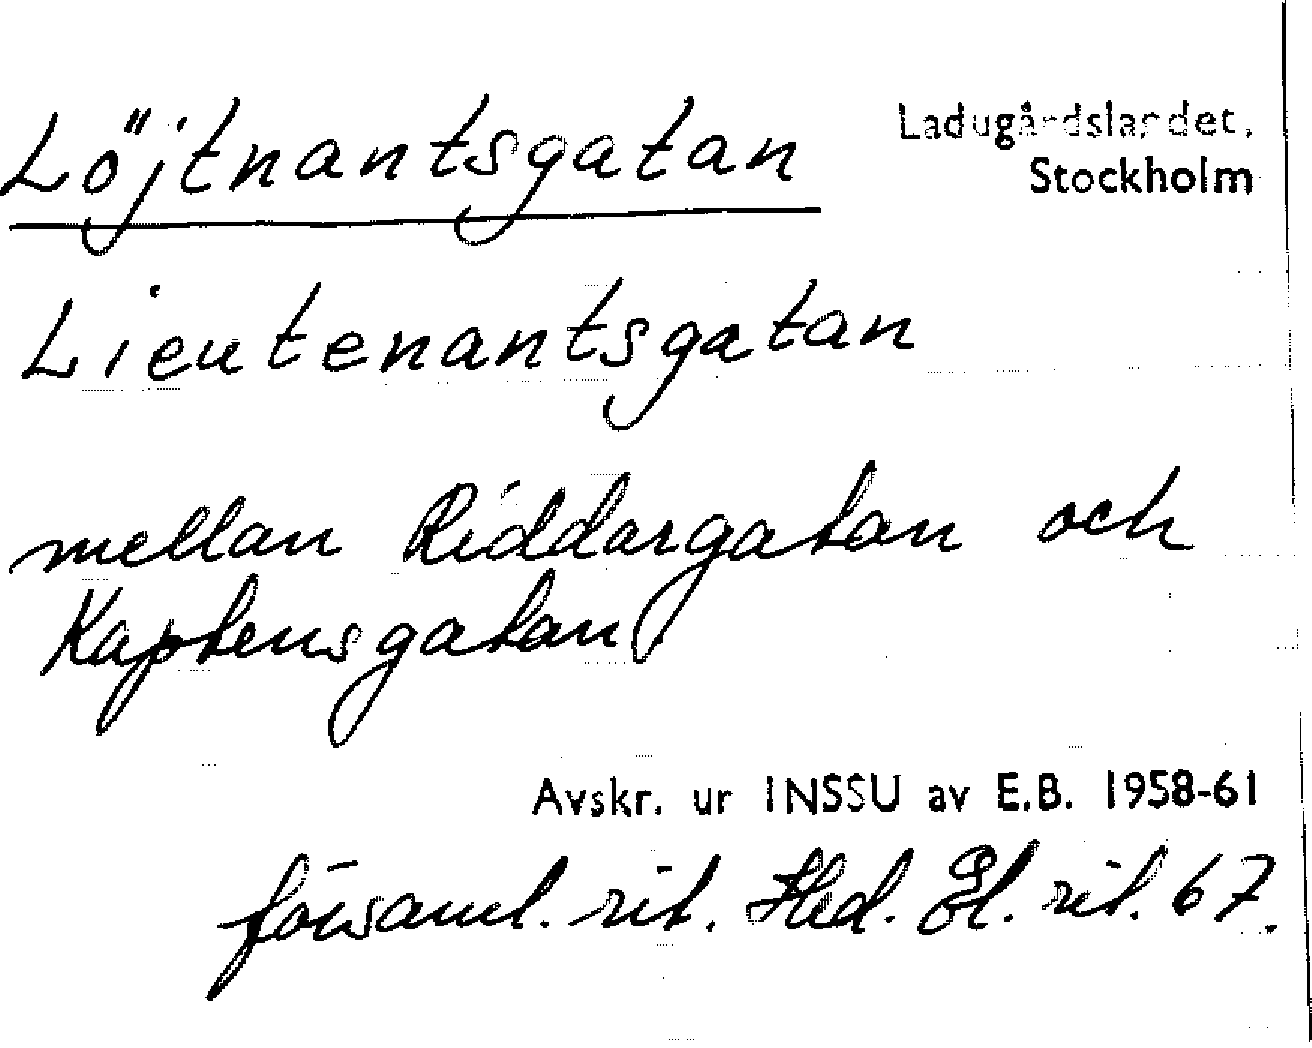 Löjtnantsgatan
Ladugårdslandet,
Stockholm
Lieutenantsgatan
mellan Riddargatan och
Kaptensgatan
Avskr. ur INSSU av E.B. 1958-61
församl. rit. Hed. El. rit. 67.